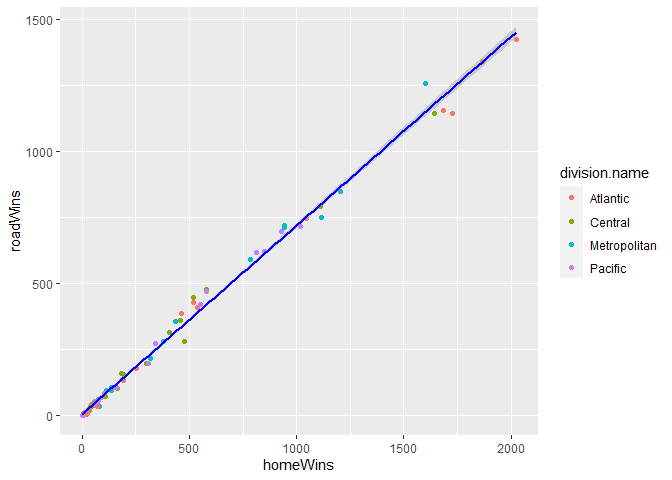 1500
1000
500
0
roadWins
0 500 1000 1500 2000
homeWins
division.name
Atlantic
Central
Metropolitan
Pacific